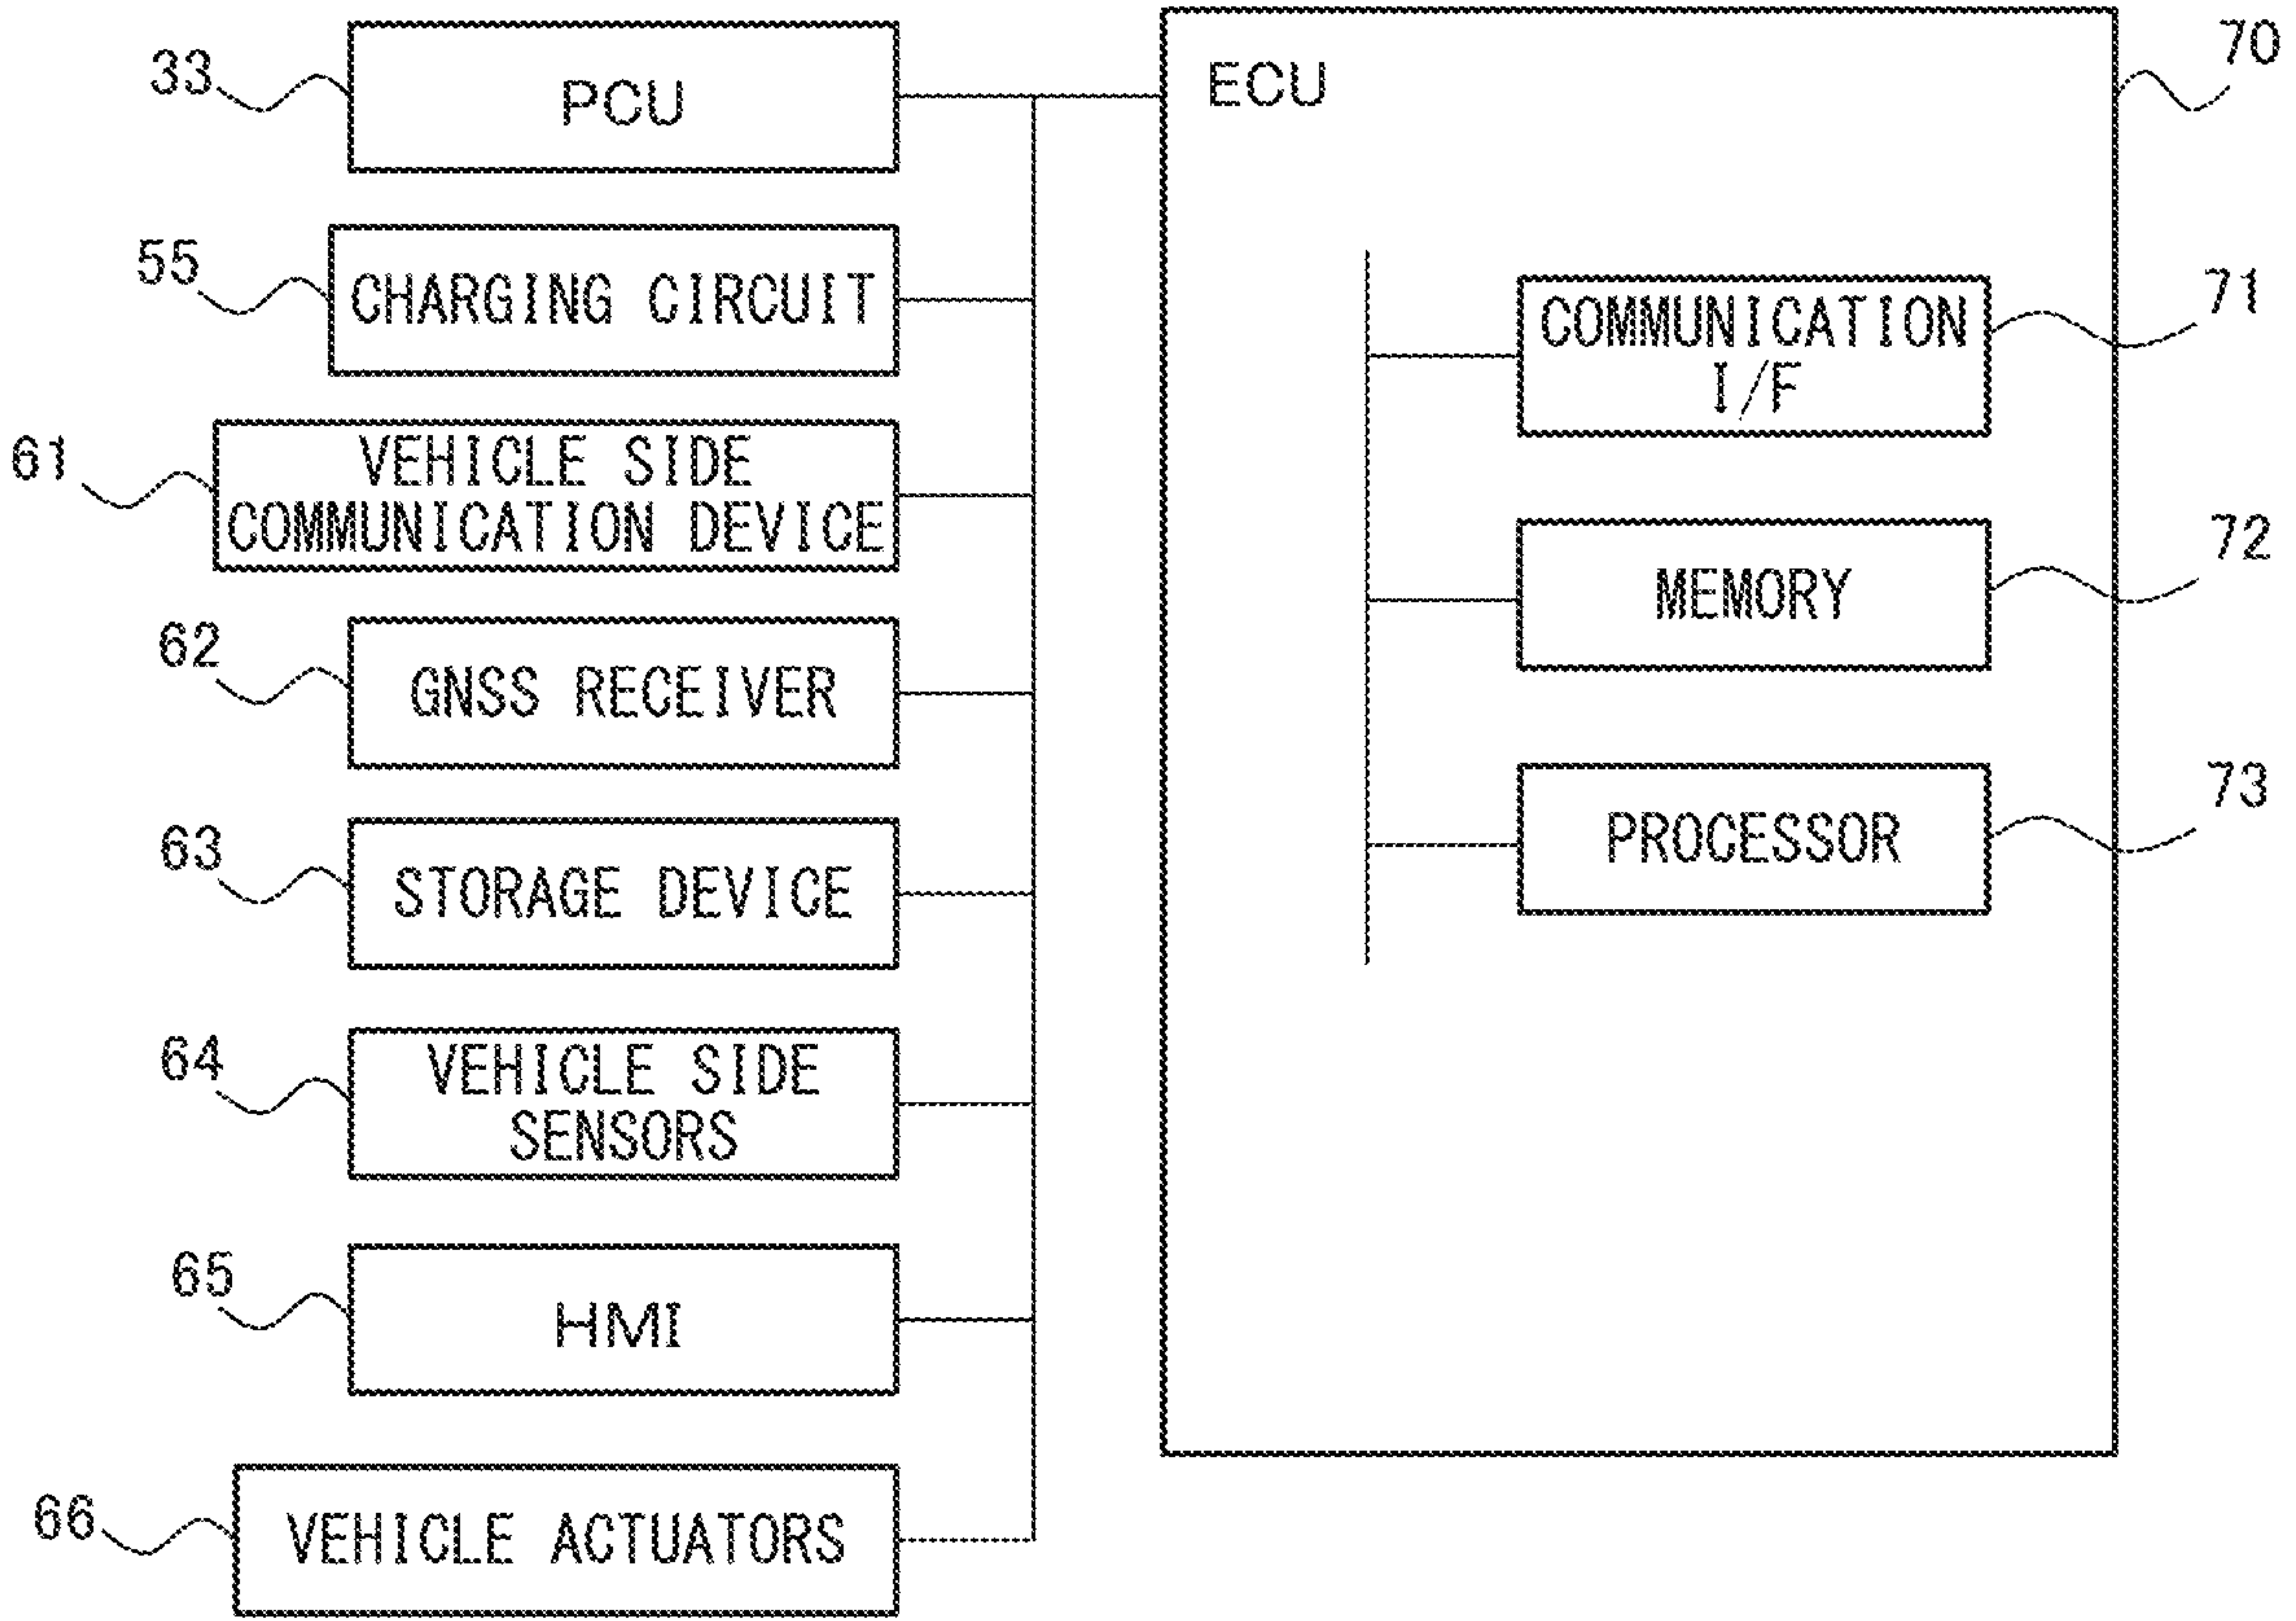 33
PCU
55
CHARGING CIRCUIT
61
VEHICLE SIDE
COMMUNICATION DEVICE
62
GNSS RECEIVER
63
STORAGE DEVICE
64
VEHICLE SIDE
SENSORS
65
HMI
66
VEHICLE ACTUATORS
ECU
70
COMMUNICATION
I/F
71
MEMORY
72
PROCESSOR
73